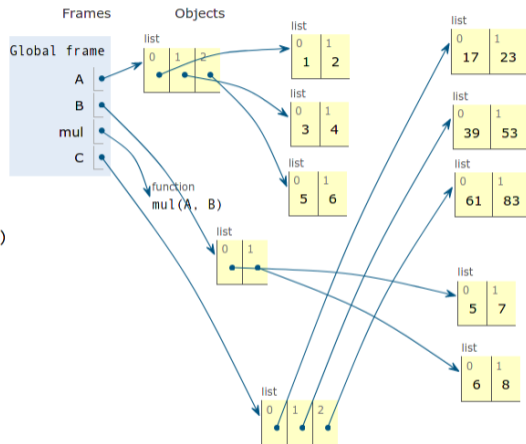 Frames Objects
Global frame
A
B
mul
C
list
0 1 2
list
0 1
1 2
list
0 1
3 4
list
0 1
5 6
function
mul(A, B)
)
list
0 1
list
0 1
17 23
list
0 1
39 53
list
0 1
61 83
list
0 1
5 7
list
0 1
6 8
list
0 1 2